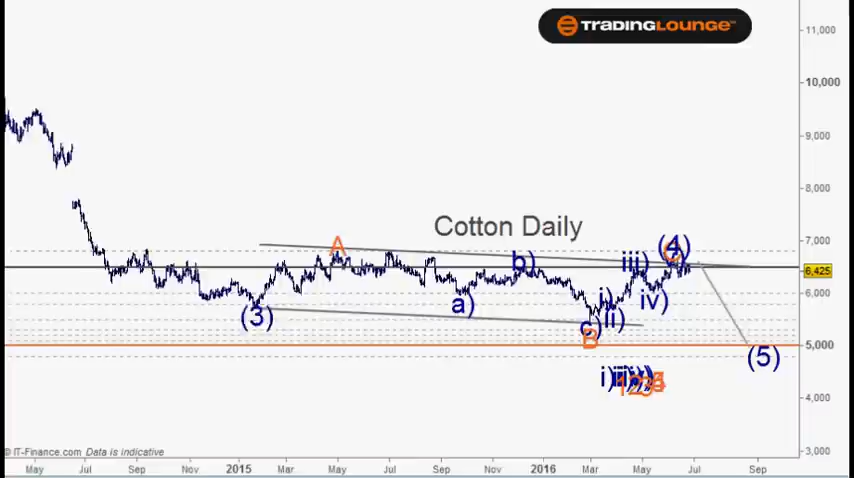 TRADINGLOUNGE
11,000
10,000
9,000
8,000
7,000
6,425
6,000
5,000
4,000
3,000
Cotton Daily
A
(3)
a)
b)
c)
B
i)
ii)
iii)
iv)
(4)
(5)
© IT-Finance.com Data is indicative
May Jul Sep Nov 2015 Mar May Jul Sep Nov 2016 Mar May Jul Sep